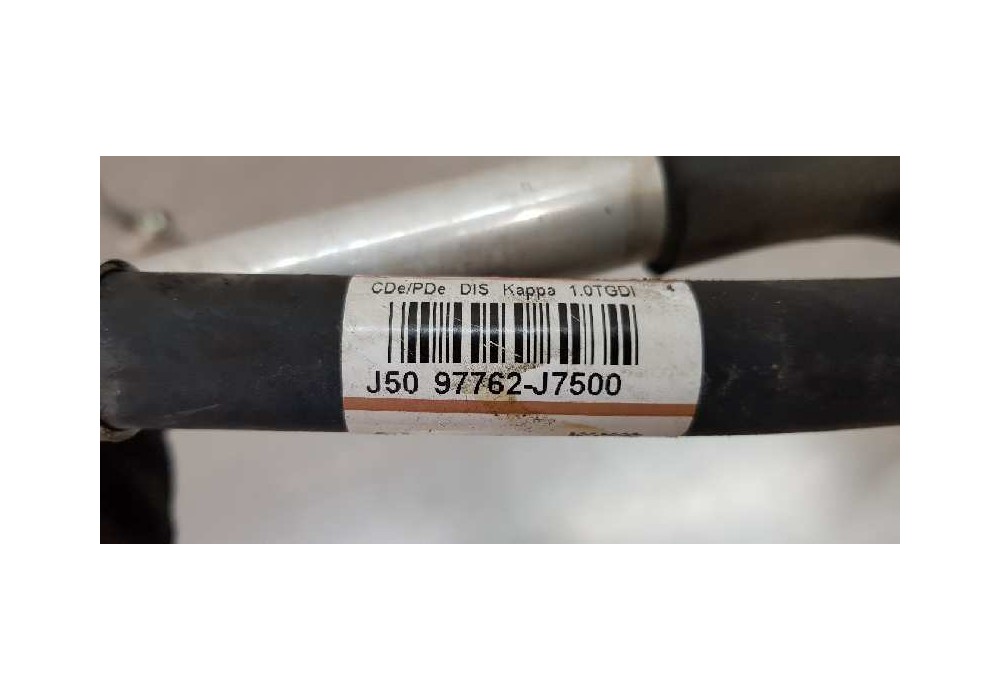 CDe/PDe DIS Kappa 1.0TGDI
J50 97762-J7500